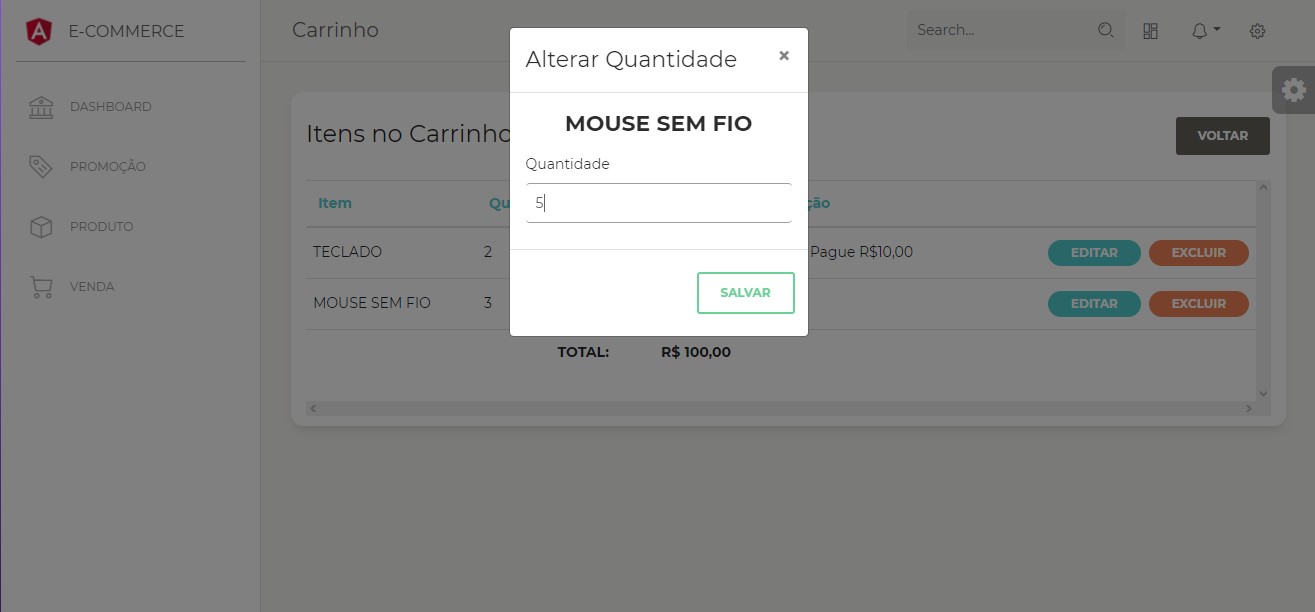 E-COMMERCE
DASHBOARD
PROMOÇÃO
PRODUTO
VENDA
Carrinho
Search...
Alterar Quantidade ×
MOUSE SEM FIO
Quantidade
5
SALVAR
Itens no Carrinho
VOLTAR
Item Qu ção
TECLADO 2 Pague R$10,00 EDITAR EXCLUIR
MOUSE SEM FIO 3 EDITAR EXCLUIR
TOTAL: R$ 100,00